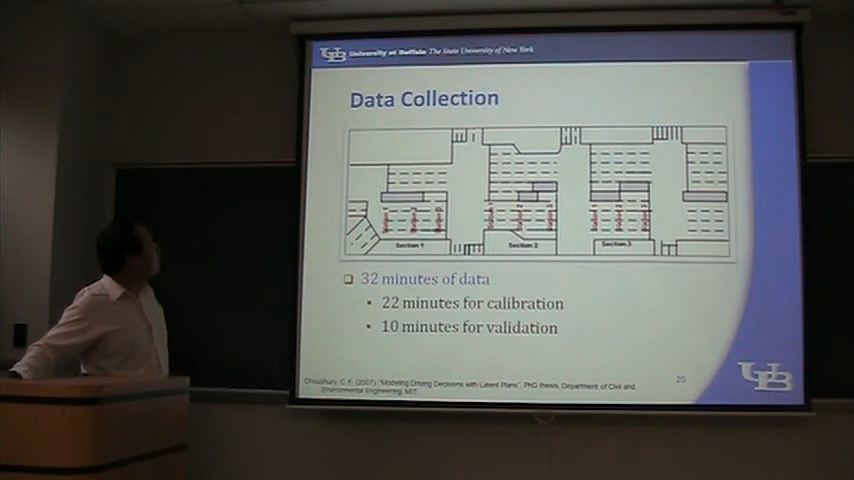 UB University at Buffalo The State University of New York
Data Collection
Section 1 Section 2 Section 3
32 minutes of data
22 minutes for calibration
10 minutes for validation
25
Choudhury, C. F. (2007). "Modeling Driving Decisions with Latent Plans", PhD thesis, Department of Civil and
Environmental Engineering, MIT.
UB